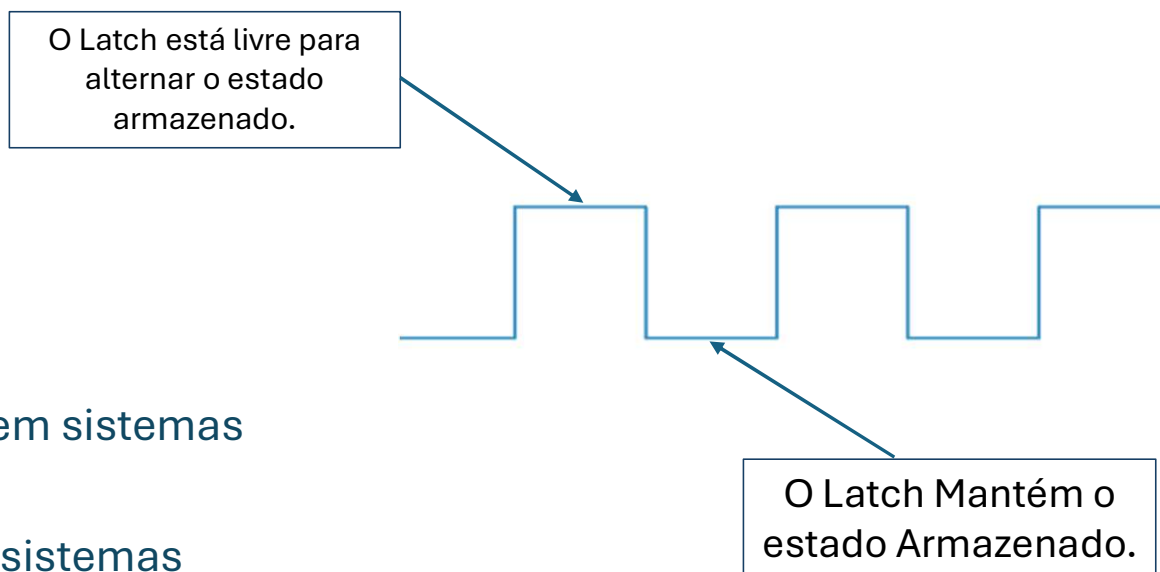 O Latch está livre para
alternar o estado
armazenado.
em sistemas
sistemas
O Latch Mantém o
estado Armazenado.